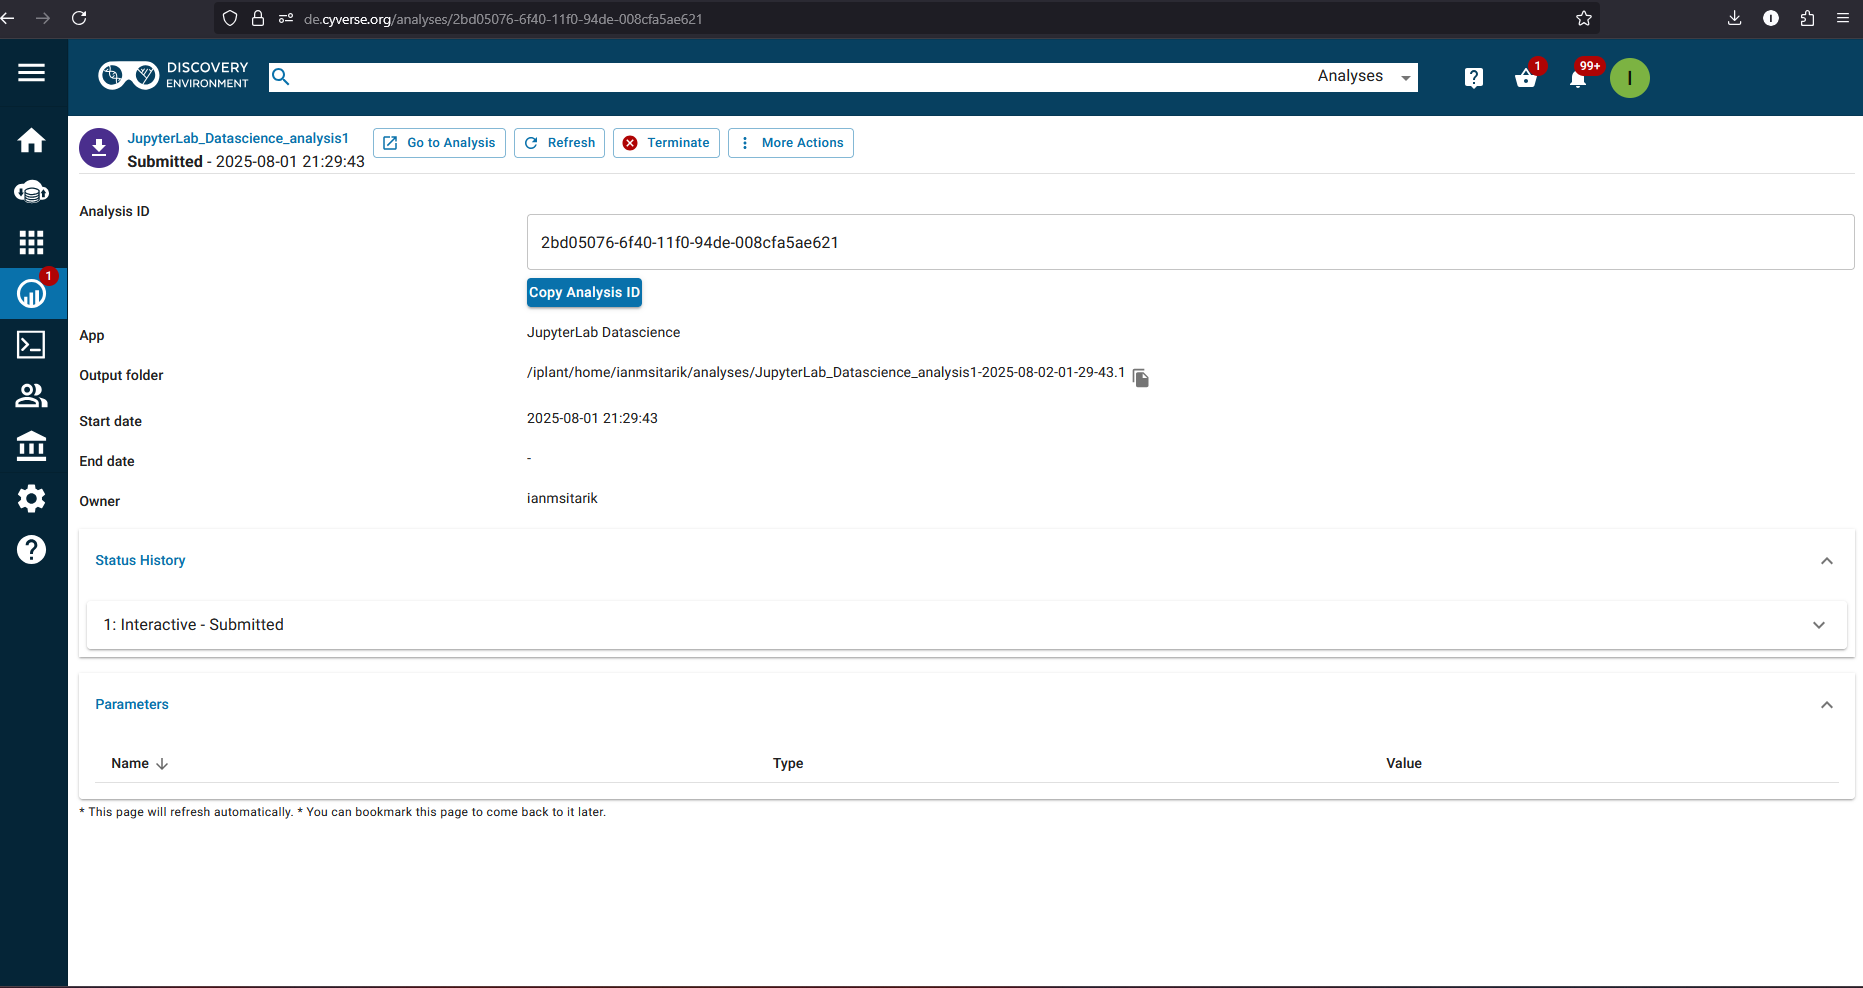 de.cyverse.org/analyses/2bd05076-6f40-11f0-94de-008cfa5ae621
DISCOVERY
ENVIRONMENT
Analyses
1
99+
I
JupyterLab_Datascience_analysis1
Submitted - 2025-08-01 21:29:43
Go to Analysis
Refresh
Terminate
More Actions
1
Analysis ID
2bd05076-6f40-11f0-94de-008cfa5ae621
Copy Analysis ID
App
JupyterLab Datascience
Output folder
/iplant/home/ianmsitarik/analyses/JupyterLab_Datascience_analysis1-2025-08-02-01-29-43.1
Start date
2025-08-01 21:29:43
End date
-
Owner
ianmsitarik
Status History
1: Interactive - Submitted
Parameters
Name
Type
Value
* This page will refresh automatically. * You can bookmark this page to come back to it later.